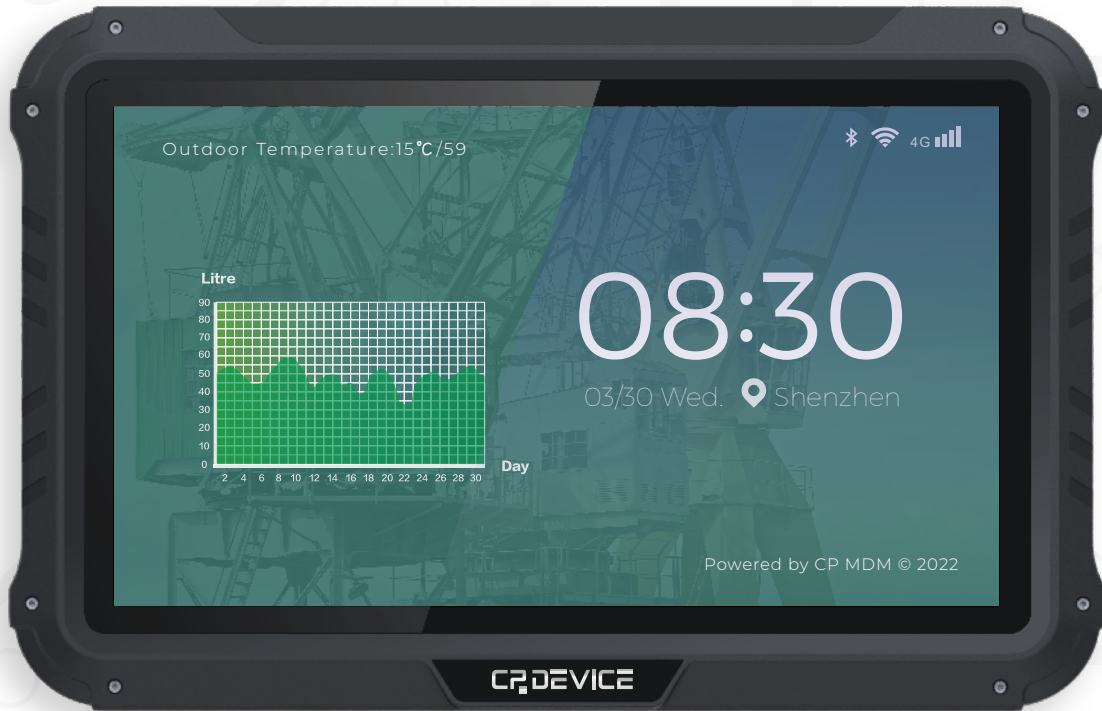 Outdoor Temperature:15℃/59
4G
Litre
90
80
70
60
50
40
30
20
10
0
2 4 6 8 10 12 14 16 18 20 22 24 26 28 30
Day
08:30
03/30 Wed. Shenzhen
Powered by CP MDM © 2022
CPDEVICE